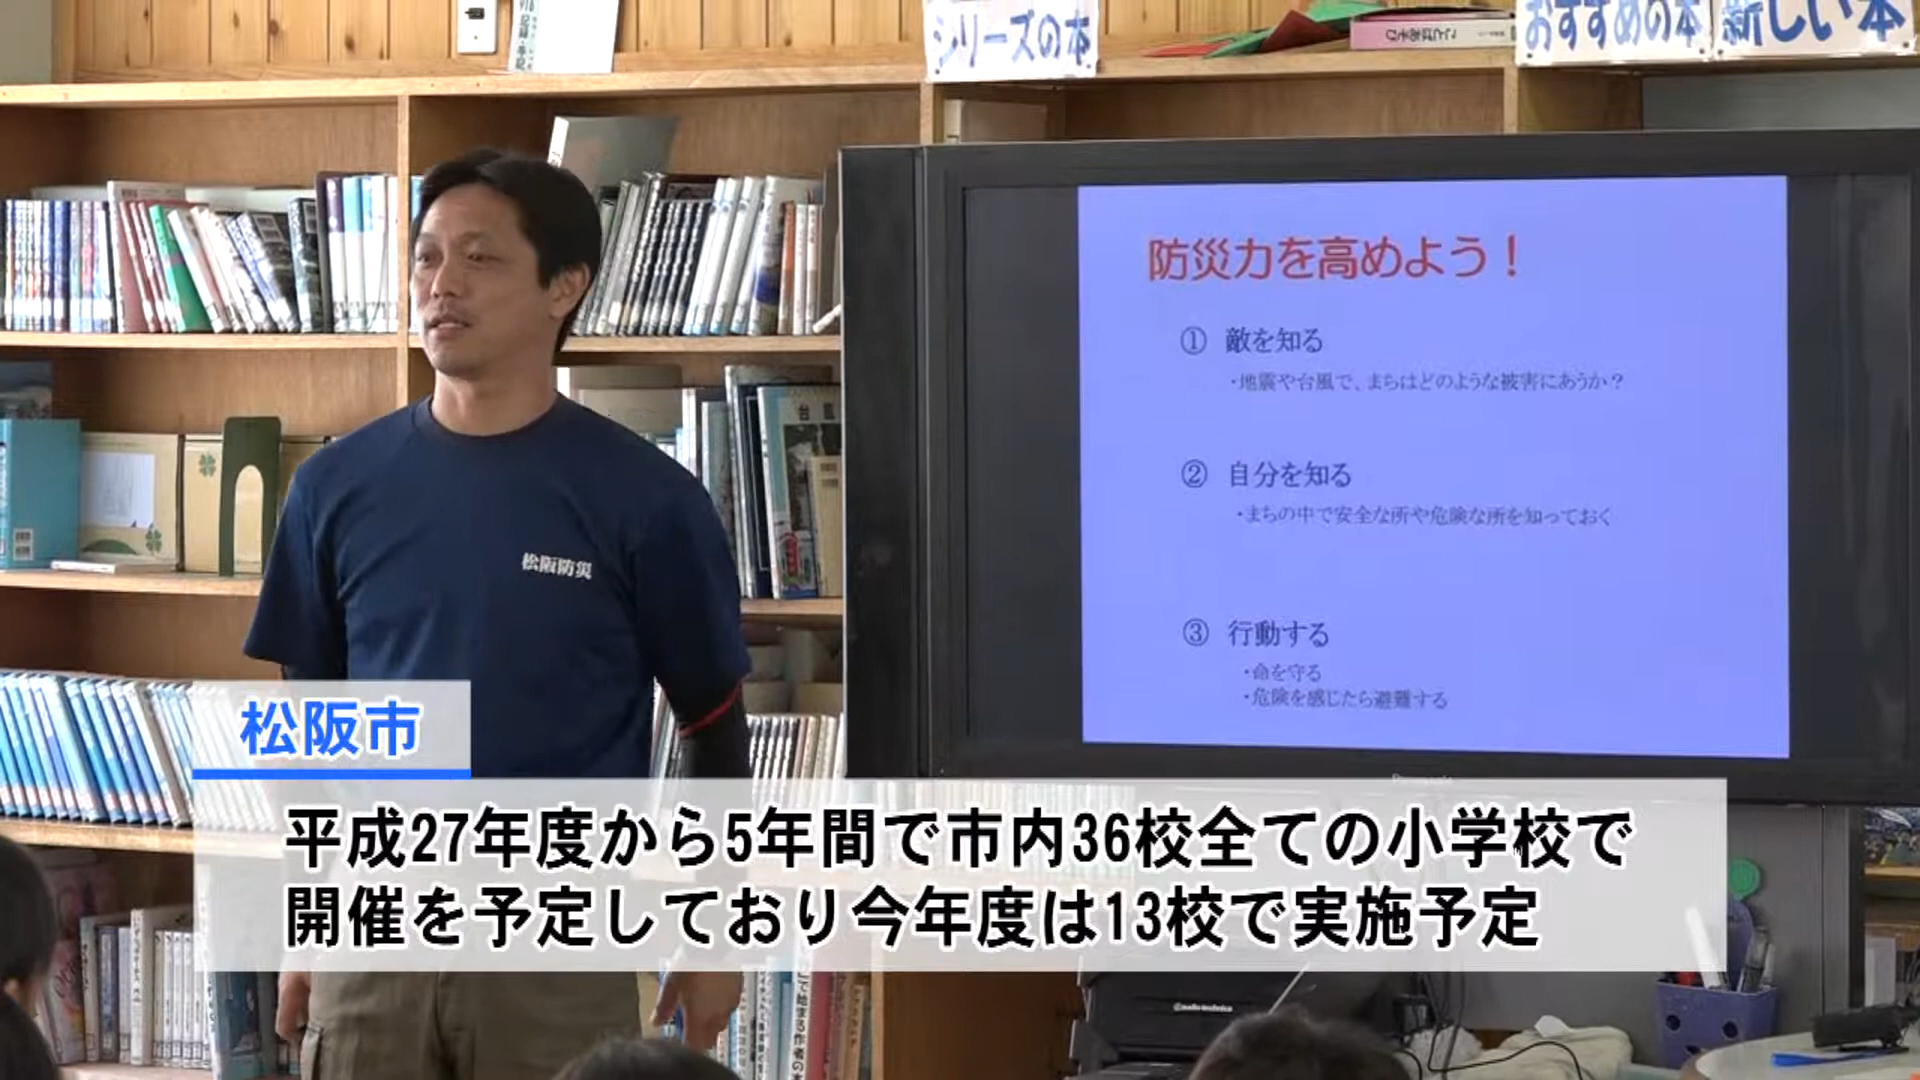 シリーズの本
おすすめの本
新しい本
防災力を高めよう！
① 敵を知る
・地震や台風で、まちはどのような被害にあうか？
② 自分を知る
・まちの中で安全な所や危険な所を知っておく
③ 行動する
・命を守る
・危険を感じたら避難する
台風
松阪防災
松阪市
平成27年度から5年間で市内36校全ての小学校で
開催を予定しており今年度は13校で実施予定
audio-technica